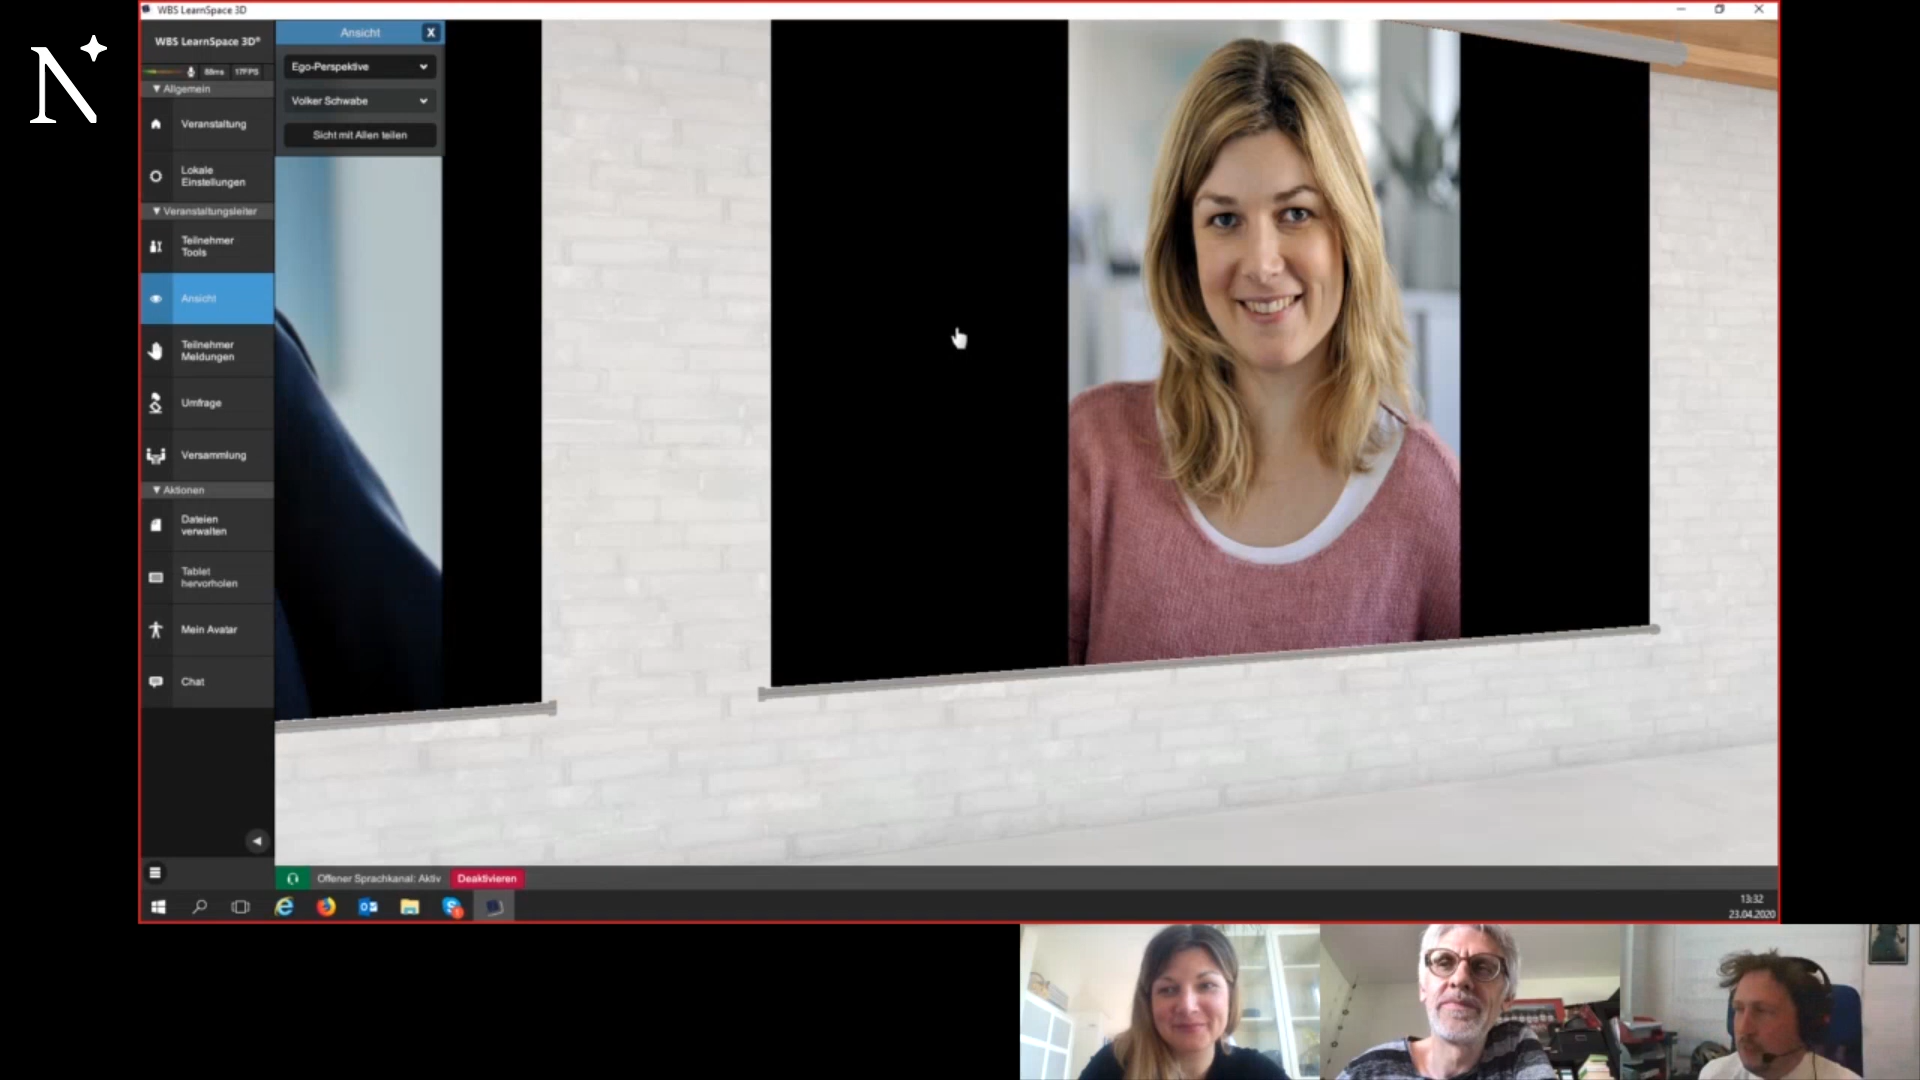 WBS LearnSpace 3D
N
WBS LearnSpace 3D®
88ms 17FPS
Allgemein
Veranstaltung
Lokale
Einstellungen
Veranstaltungsleiter
Teilnehmer
Tools
Ansicht
Teilnehmer
Meldungen
Umfrage
Versammlung
Aktionen
Dateien
verwalten
Tablet
hervorholen
Mein Avatar
Chat
Ansicht X
Ego-Perspektive
Volker Schwabe
Sicht mit Allen teilen
Offener Sprachkanal: Aktiv Deaktivieren
13:32
23.04.2020